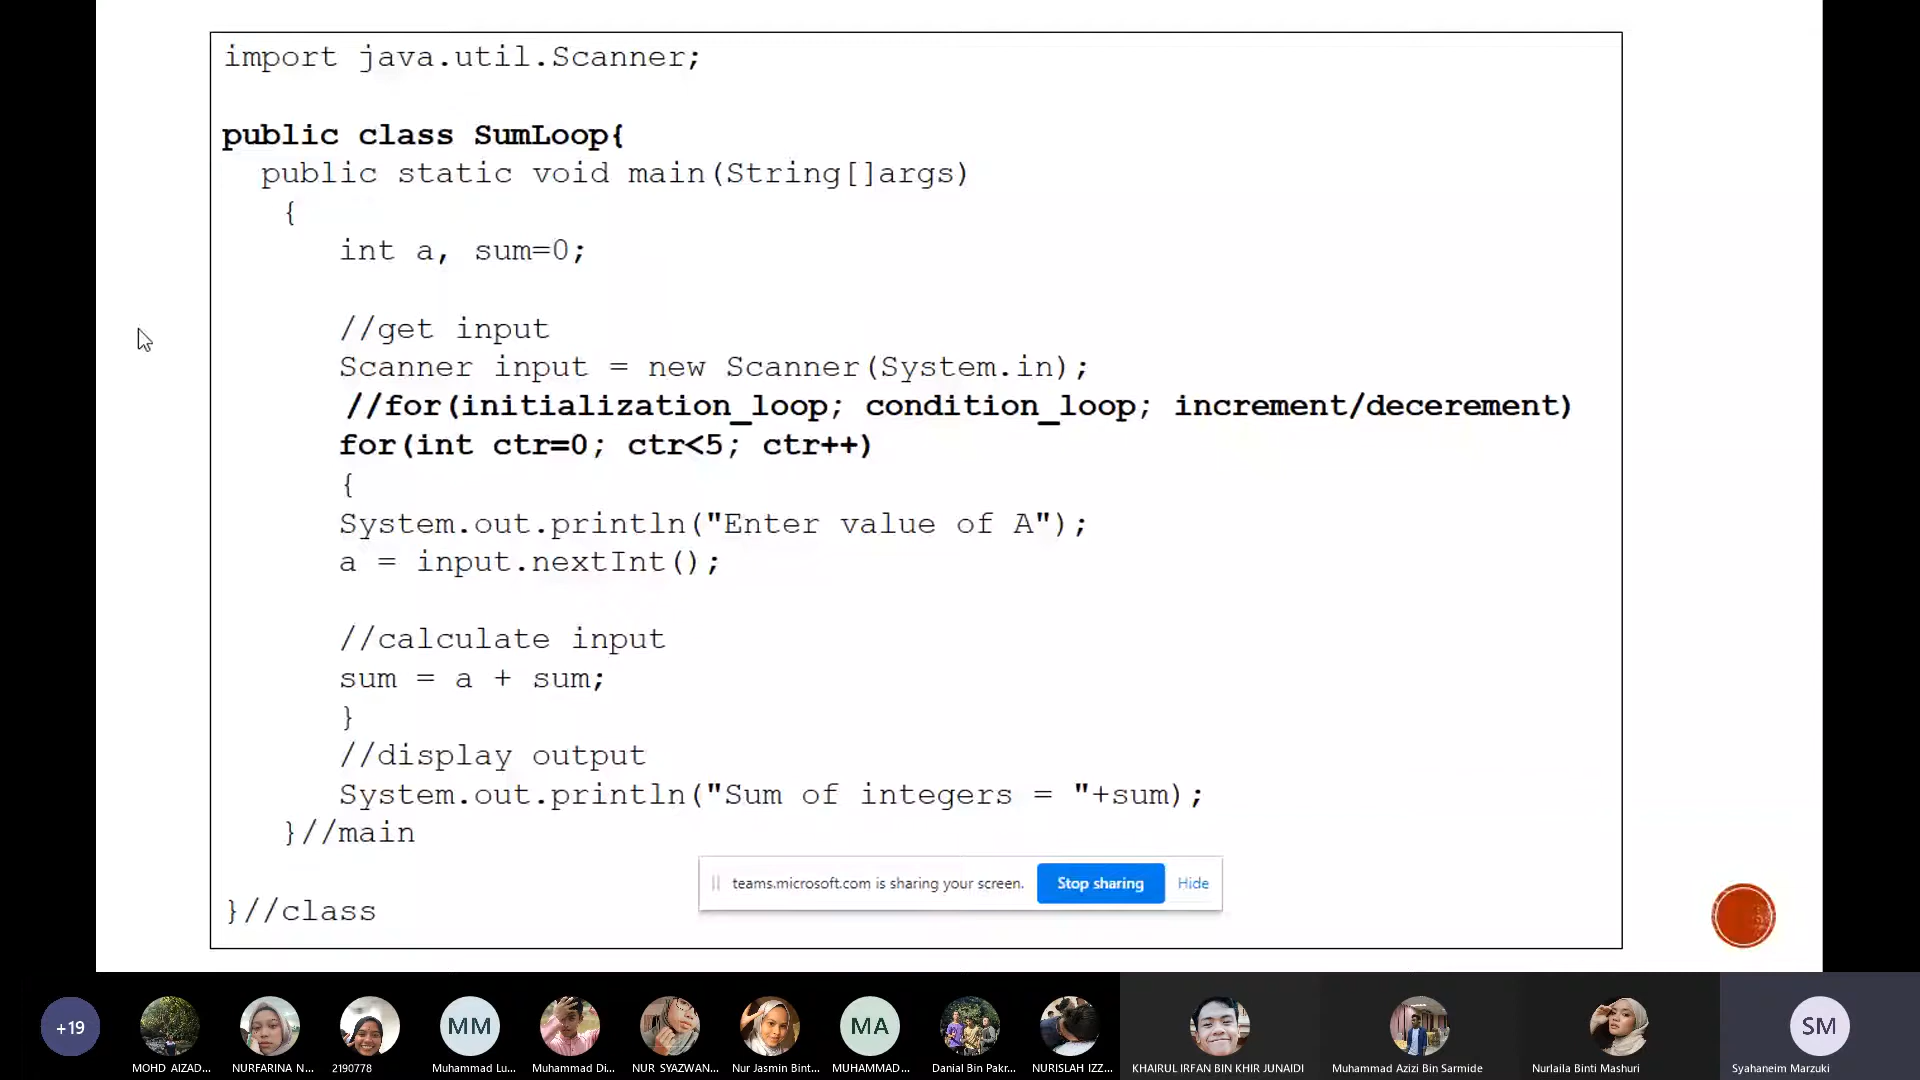 import java.util.Scanner;
public class SumLoop{
public static void main(String[]args)
{
int a, sum=0;
//get input
Scanner input = new Scanner(System.in);
//for(initialization_loop; condition_loop; increment/decerement)
for(int ctr=0; ctr<5; ctr++)
{
System.out.println("Enter value of A");
a = input.nextInt();
//calculate input
sum = a + sum;
}
//display output
System.out.println("Sum of integers = "+sum);
}//main
teams.microsoft.com is sharing your screen. Stop sharing Hide
}//class
+19 MM MA SM
MOHD AIZAD... NURFARINA N... 2190778 Muhammad Lu... Muhammad Di... NUR SYAZWAN... Nur Jasmin Bint... MUHAMMAD... Danial Bin Pakr... NURISLAH IZZ... KHAIRUL IRFAN BIN KHIR JUNAIDI Muhammad Azizi Bin Sarmide Nurlaila Binti Mashuri Syahaneim Marzuki